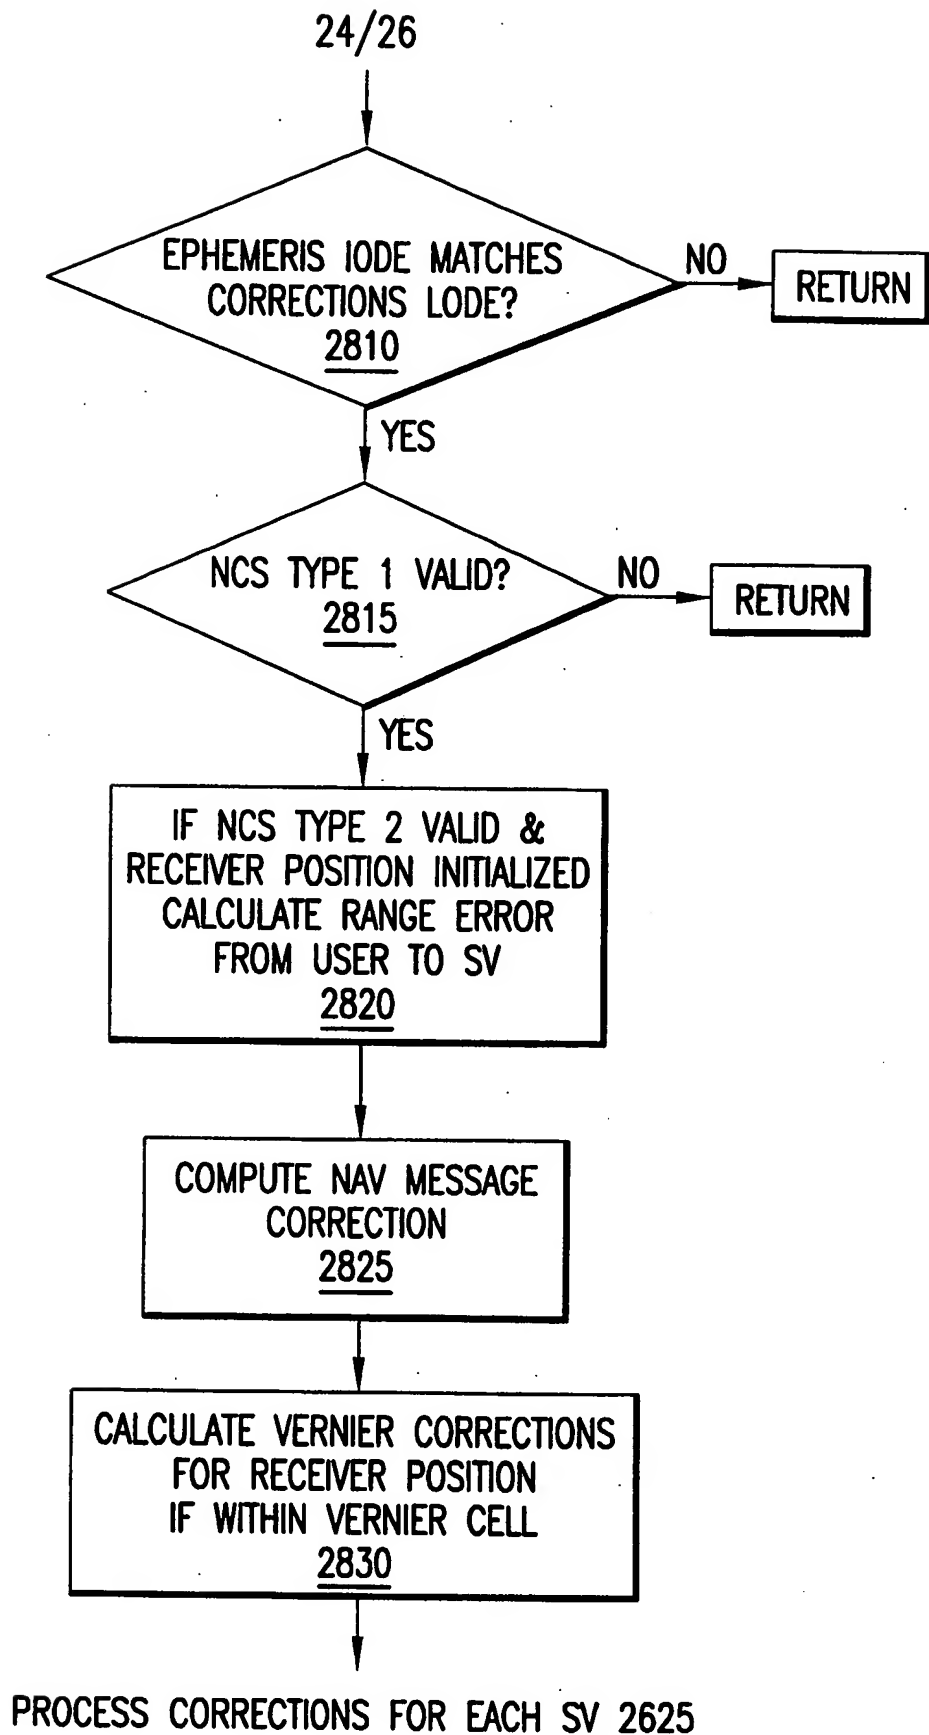 24/26
EPHEMERIS IODE MATCHES
CORRECTIONS LODE?
2810
NO
RETURN
YES
NCS TYPE 1 VALID?
2815
NO
RETURN
YES
IF NCS TYPE 2 VALID &
RECEIVER POSITION INITIALIZED
CALCULATE RANGE ERROR
FROM USER TO SV
2820
COMPUTE NAV MESSAGE
CORRECTION
2825
CALCULATE VERNIER CORRECTIONS
FOR RECEIVER POSITION
IF WITHIN VERNIER CELL
2830
PROCESS CORRECTIONS FOR EACH SV 2625